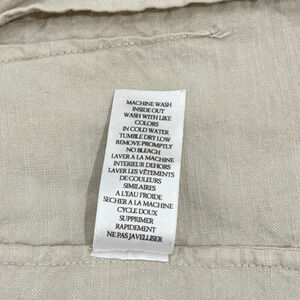 MACHINE WASH
INSIDE OUT
WASH WITH LIKE
COLORS
IN COLD WATER
TUMBLE DRY LOW
REMOVE PROMPTLY
NO BLEACH
LAVER A LA MACHINE
INTERIEUR DEHORS
LAVER LES VÊTEMENTS
DE COULEURS
SIMILAIRES
A L'EAU FROIDE
SECHER A LA MACHINE
CYCLE DOUX
SUPPRIMER
RAPIDEMENT
NE PAS JAVELLISER